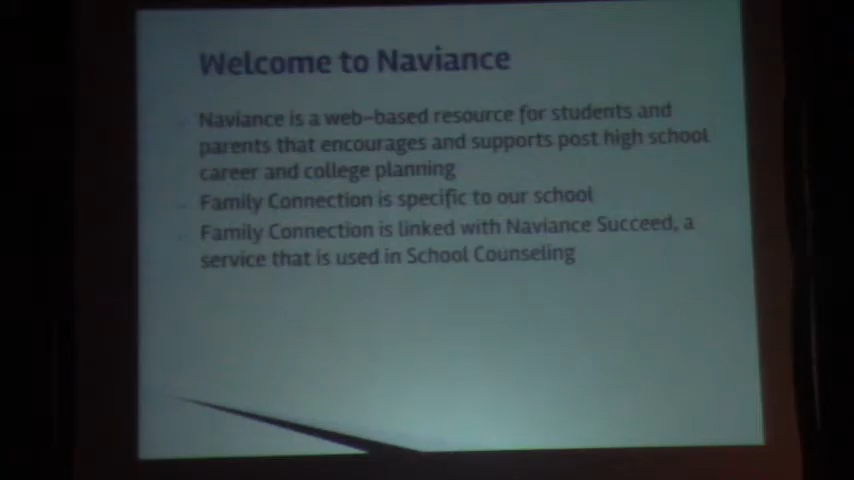 Welcome to Naviance
Naviance is a web-based resource for students and
parents that encourages and supports post high school
career and college planning
Family Connection is specific to our school
Family Connection is linked with Naviance Succeed, a
service that is used in School Counseling